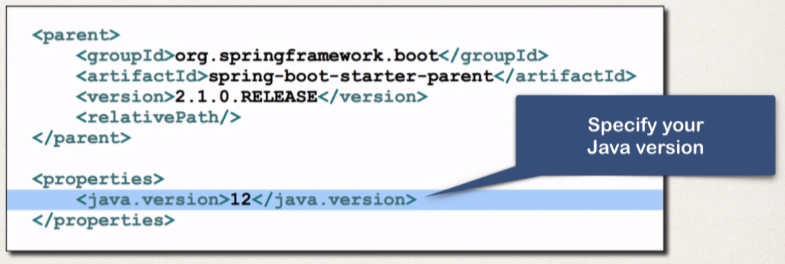 <parent>
<groupId>org.springframework.boot</groupId>
<artifactId>spring-boot-starter-parent</artifactId>
<version>2.1.0.RELEASE</version>
<relativePath/>
</parent>
<properties>
<java.version>12</java.version>
</properties>
Specify your
Java version